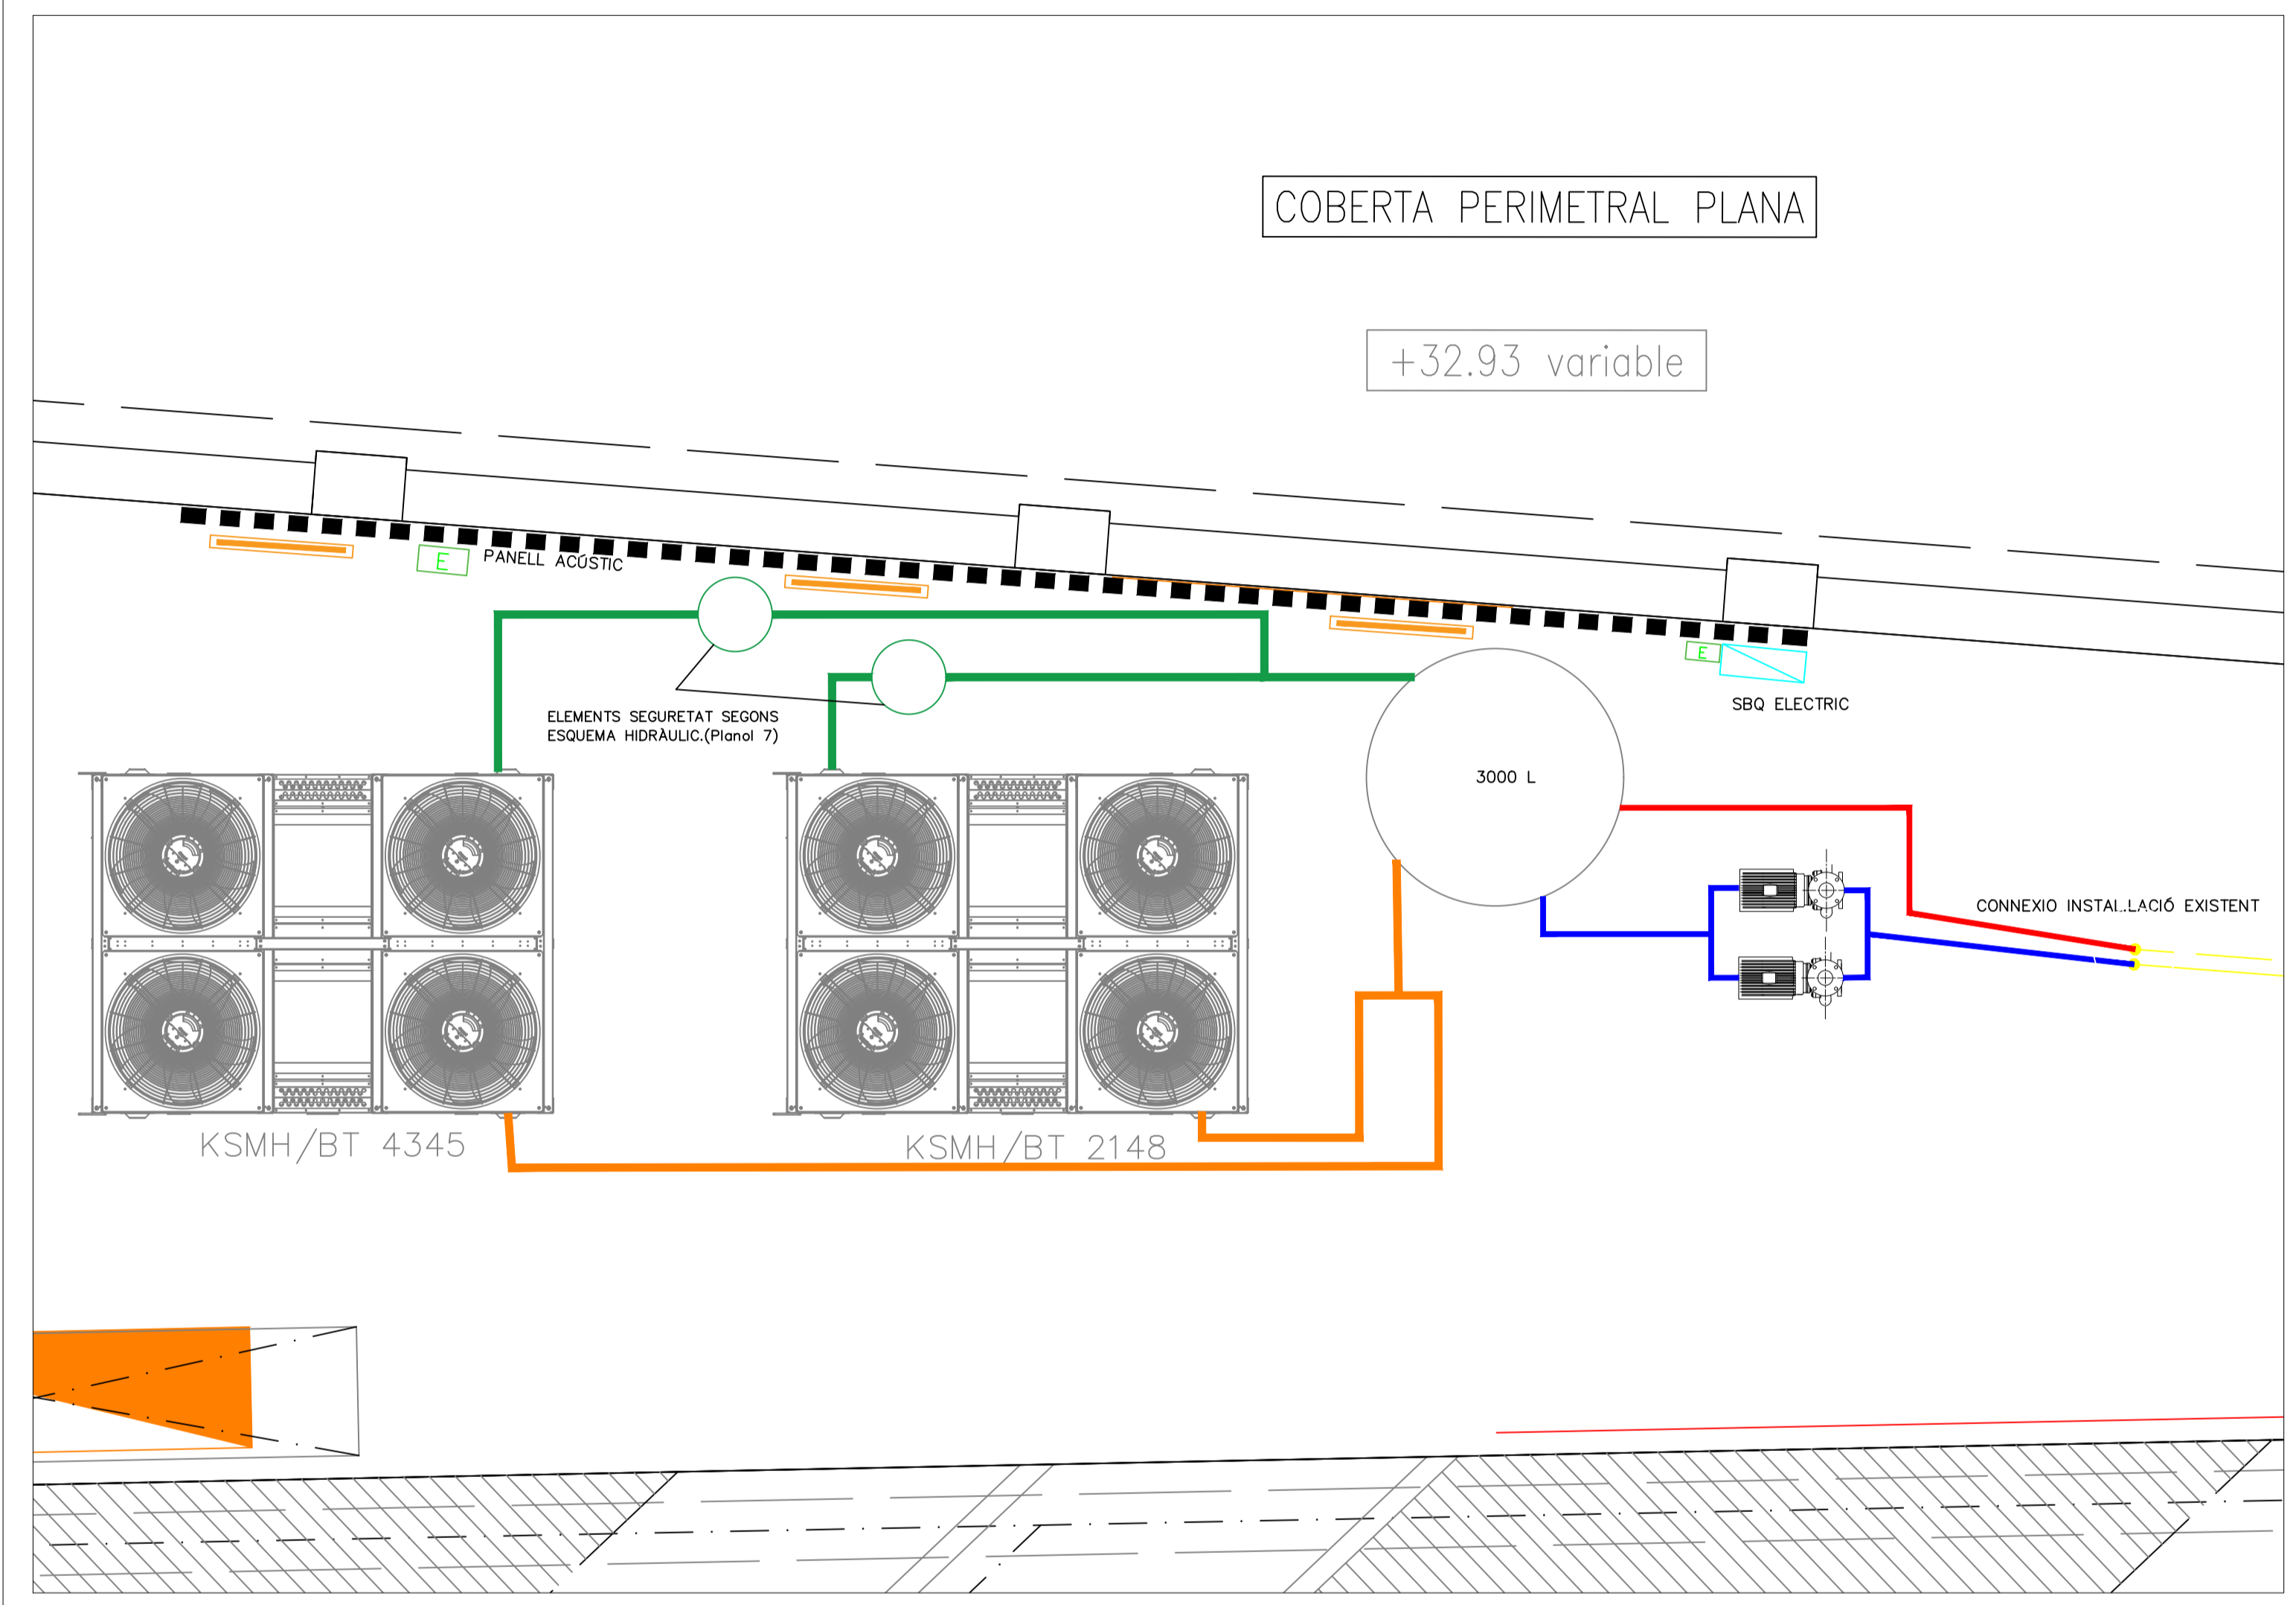 COBERTA PERIMETRAL PLANA
+32.93 variable
E
PANELL ACÚSTIC
E
SBQ ELECTRIC
ELEMENTS SEGURETAT SEGONS
ESQUEMA HIDRÀULIC.(Planol 7)
3000 L
CONNEXIO INSTAL.LACIÓ EXISTENT
KSMH/BT 4345
KSMH/BT 2148